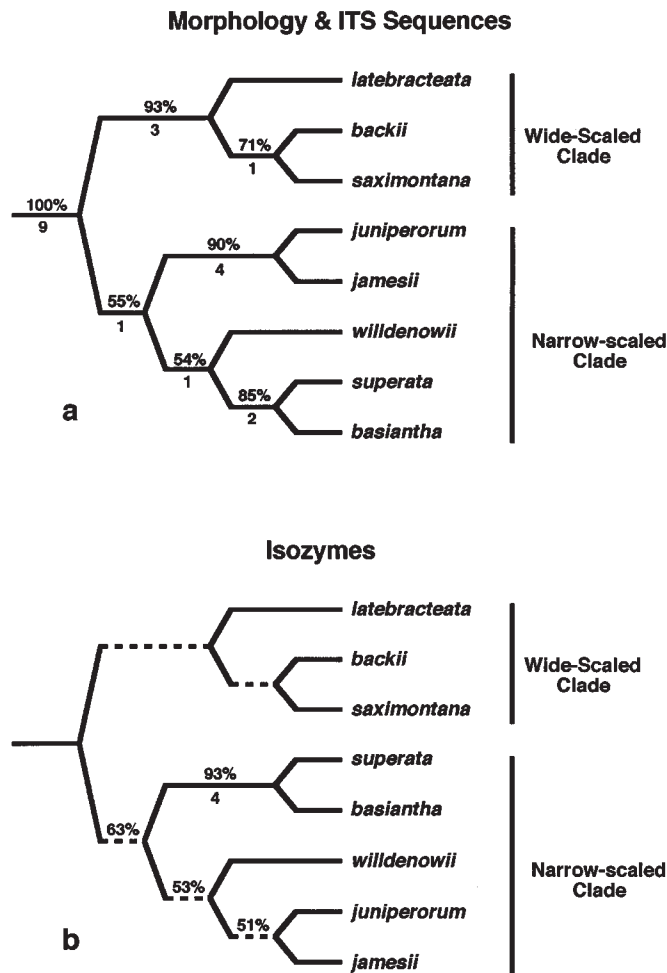 Morphology & ITS Sequences
latebracteata
93%
3
backii
71%
1
saximontana
Wide-Scaled
Clade
100%
9
juniperorum
90%
4
jamesii
55%
1
willdenowii
54%
1
superata
85%
2
basiantha
Narrow-scaled
Clade
a
Isozymes
latebracteata
backii
saximontana
Wide-Scaled
Clade
superata
93%
4
basiantha
63%
willdenowii
53%
juniperorum
51%
jamesii
Narrow-scaled
Clade
b